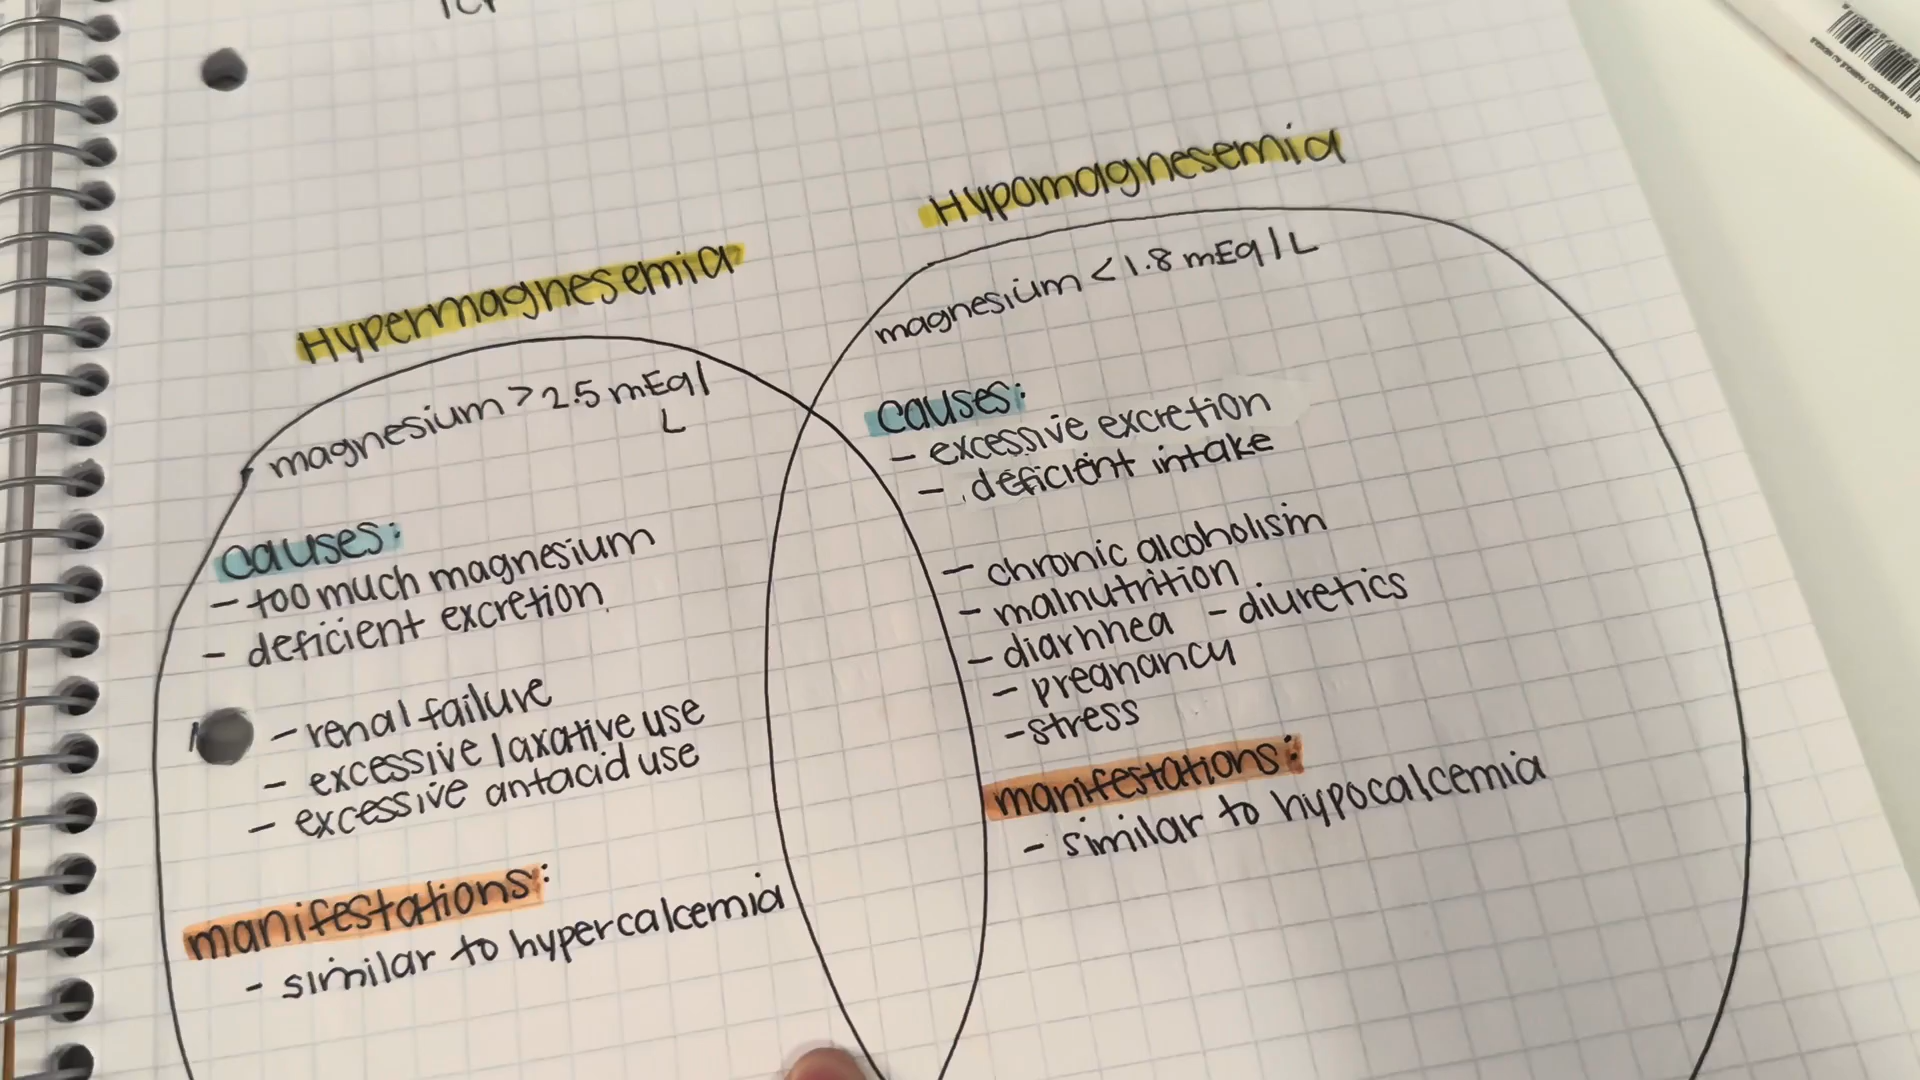 Hypermagnesemia
magnesium > 2.5 mEq/
L
causes:
- too much magnesium
- deficient excretion
- renal failure
- excessive laxative use
- excessive antacid use
manifestations:
- similar to hypercalcemia
Hypomagnesemia
magnesium < 1.8 mEq/L
causes:
- excessive excretion
- deficient intake
- chronic alcoholism
- malnutrition
- diarhhea - diuretics
- pregnancy
- stress
manifestations:
- similar to hypocalcemia